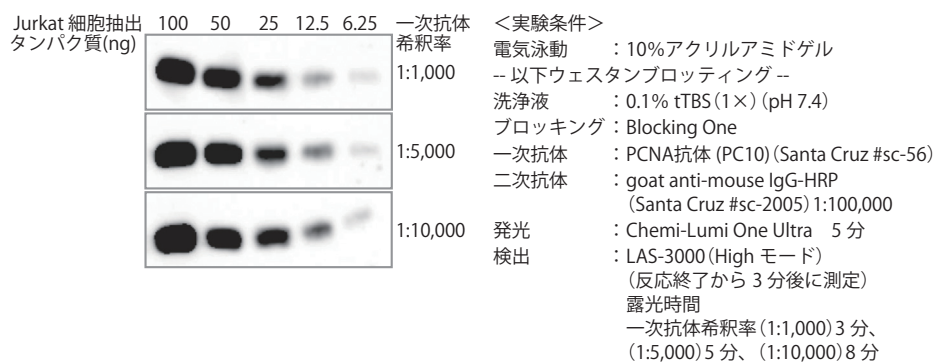 Jurkat 細胞抽出 100 50 25 12.5 6.25 一次抗体
タンパク質(ng) 希釈率
1:1,000
1:5,000
1:10,000
＜実験条件＞
電気泳動　：10％アクリルアミドゲル
-- 以下ウェスタンブロッティング --
洗浄液　：0.1% tTBS（1×）（pH 7.4）
ブロッキング：Blocking One
一次抗体　：PCNA抗体 (PC10)（Santa Cruz #sc-56）
二次抗体　：goat anti-mouse IgG-HRP
（Santa Cruz #sc-2005）1:100,000
発光　：Chemi-Lumi One Ultra　5 分
検出　：LAS-3000（High モード）
（反応終了から 3 分後に測定）
露光時間
一次抗体希釈率（1:1,000）3 分、
（1:5,000）5 分、（1:10,000）8 分